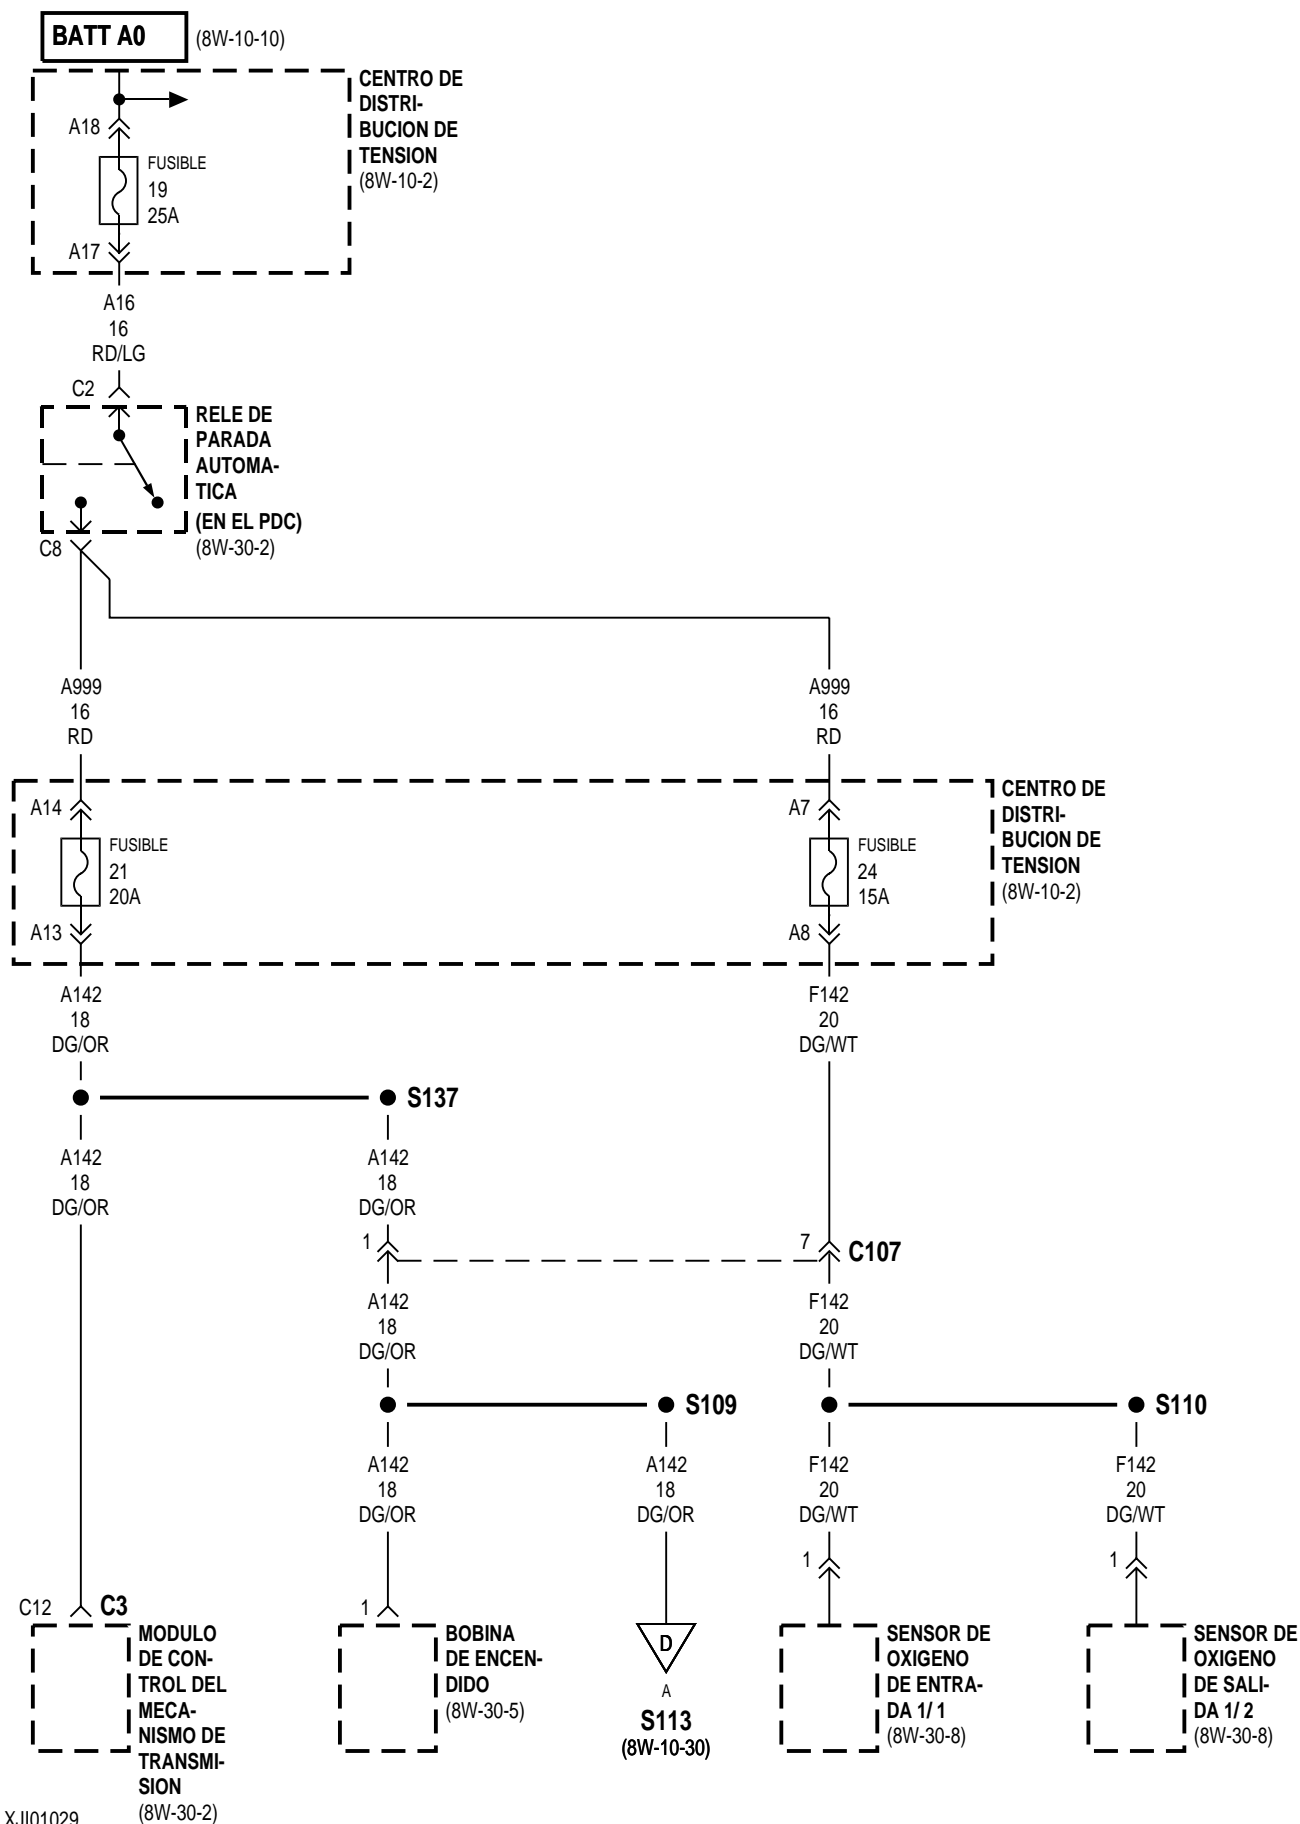 BATT A0 (8W-10-10)
CENTRO DE
DISTRI-
BUCION DE
TENSION
(8W-10-2)
A18
FUSIBLE
19
25A
A17
A16
16
RD/LG
C2
RELE DE
PARADA
AUTOMA-
TICA
(EN EL PDC)
(8W-30-2)
C8
A999
16
RD
A999
16
RD
CENTRO DE
DISTRI-
BUCION DE
TENSION
(8W-10-2)
A14
FUSIBLE
21
20A
A13
A7
FUSIBLE
24
15A
A8
A142
18
DG/OR
F142
20
DG/WT
S137
A142
18
DG/OR
A142
18
DG/OR
1
7
C107
A142
18
DG/OR
F142
20
DG/WT
S109
S110
A142
18
DG/OR
A142
18
DG/OR
F142
20
DG/WT
F142
20
DG/WT
1
1
C12
C3
MODULO
DE CON-
TROL DEL
MECA-
NISMO DE
TRANSMI-
SION
(8W-30-2)
1
BOBINA
DE ENCEN-
DIDO
(8W-30-5)
D
A
S113
(8W-10-30)
SENSOR DE
OXIGENO
DE ENTRA-
DA 1/ 1
(8W-30-8)
SENSOR DE
OXIGENO
DE SALI-
DA 1/ 2
(8W-30-8)
XJI01029